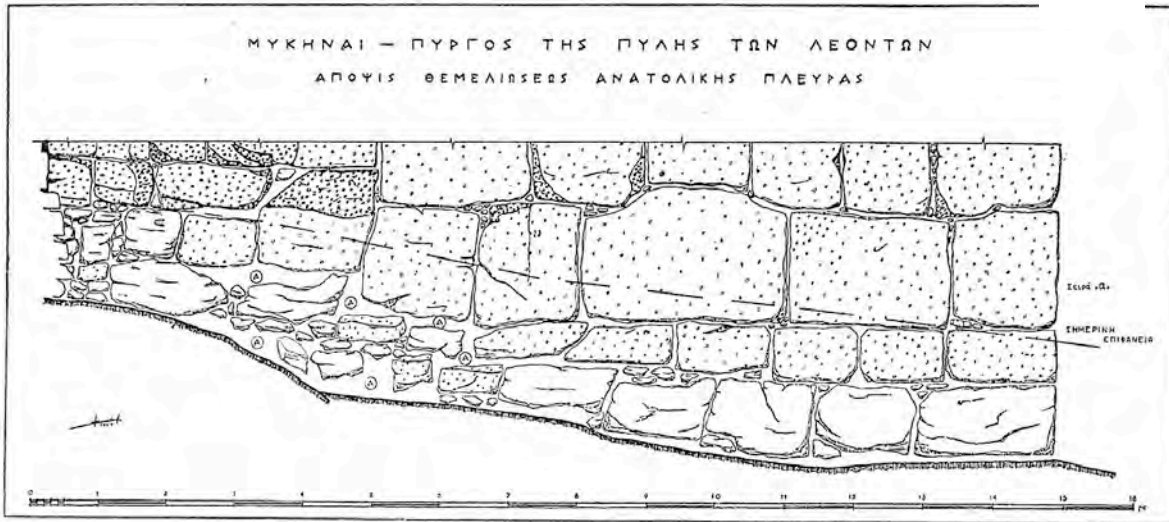 ΜΥΚΗΝΑΙ — ΠΥΡΓΟΣ ΤΗΣ ΠΥΛΗΣ ΤΩΝ ΛΕΟΝΤΩΝ
ΑΠΟΨΙΣ ΘΕΜΕΛΙΩΣΕΩΣ ΑΝΑΤΟΛΙΚΗΣ ΠΛΕΥΡΑΣ
Σειρά «α»
ΣΗΜΕΡΙΝΗ
ΕΠΙΦΑΝΕΙΑ
Λ
Λ
Λ
Λ
Λ
Λ
0 1 2 3 4 5 6 7 8 9 10 11 12 13 14 15 16 Μ